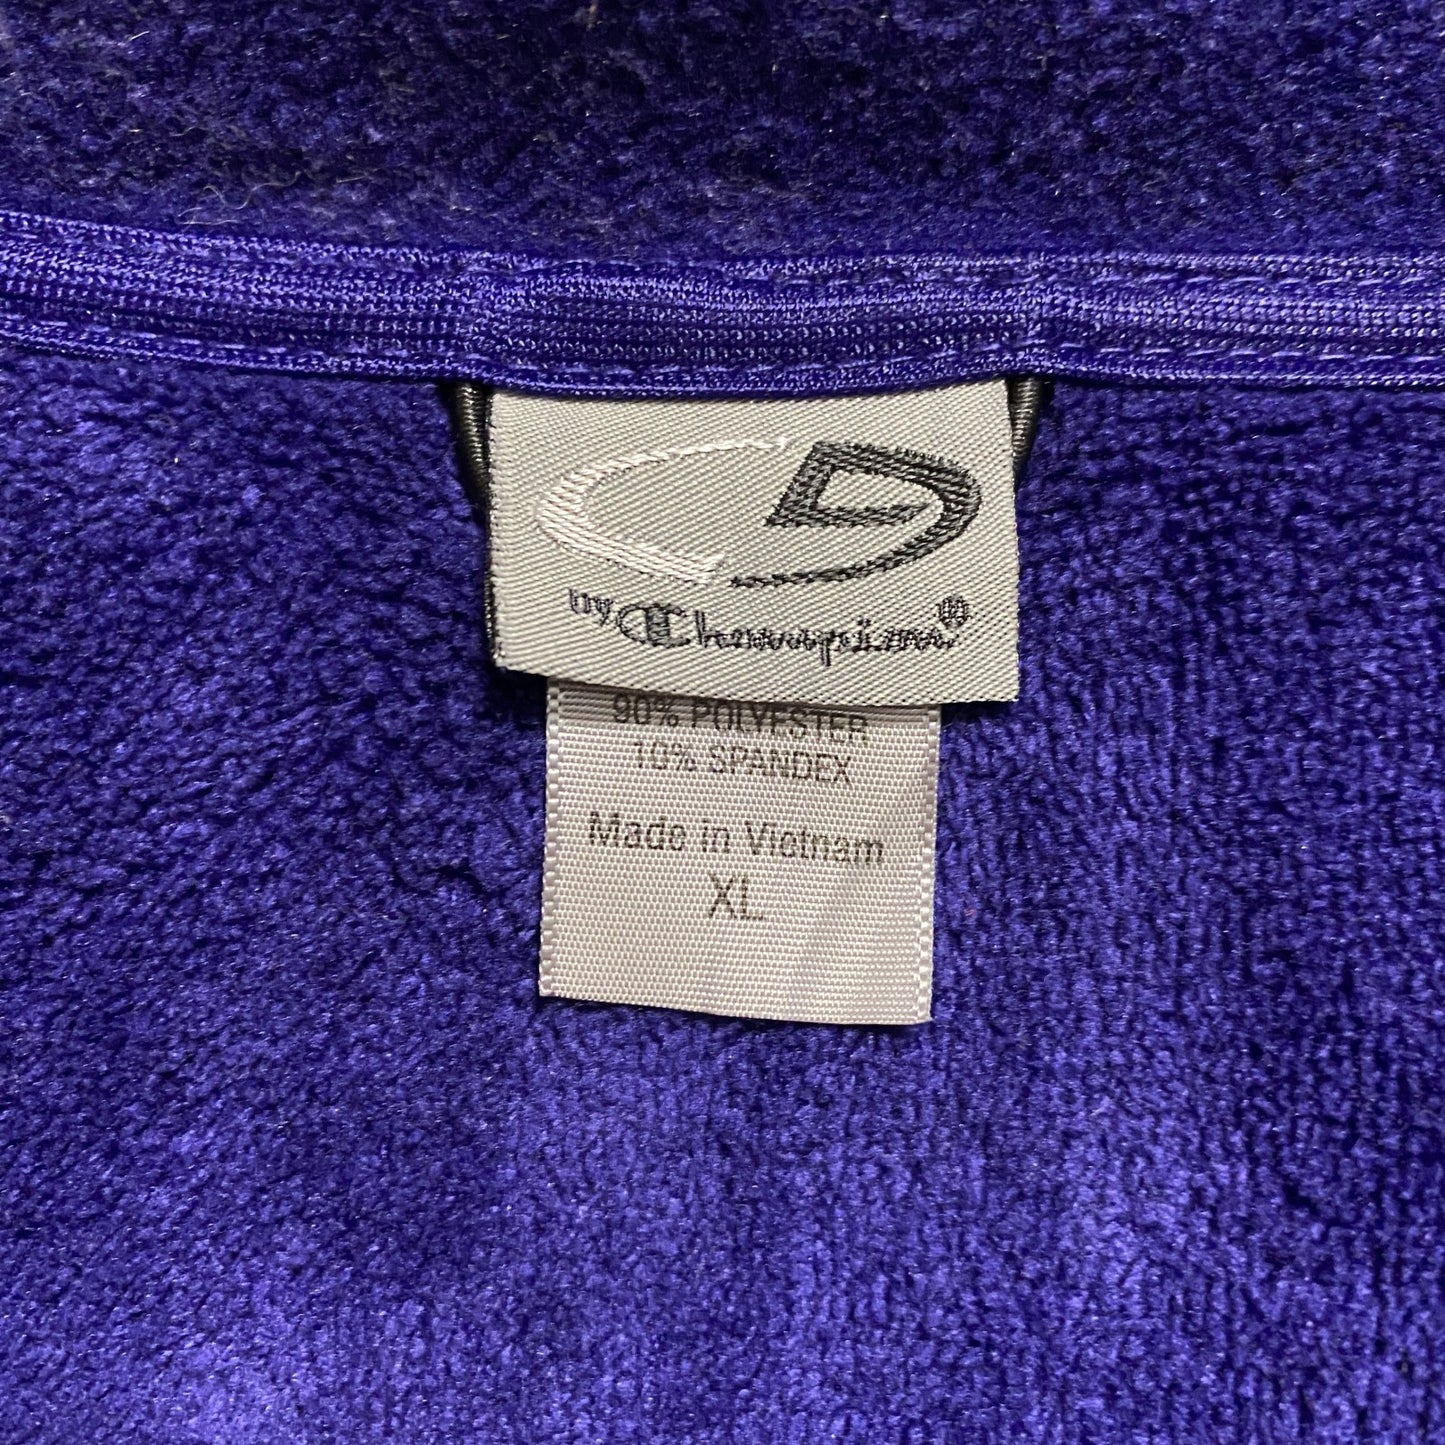 by Champion®
90% POLYESTER
10% SPANDEX
Made in Vietnam
XL